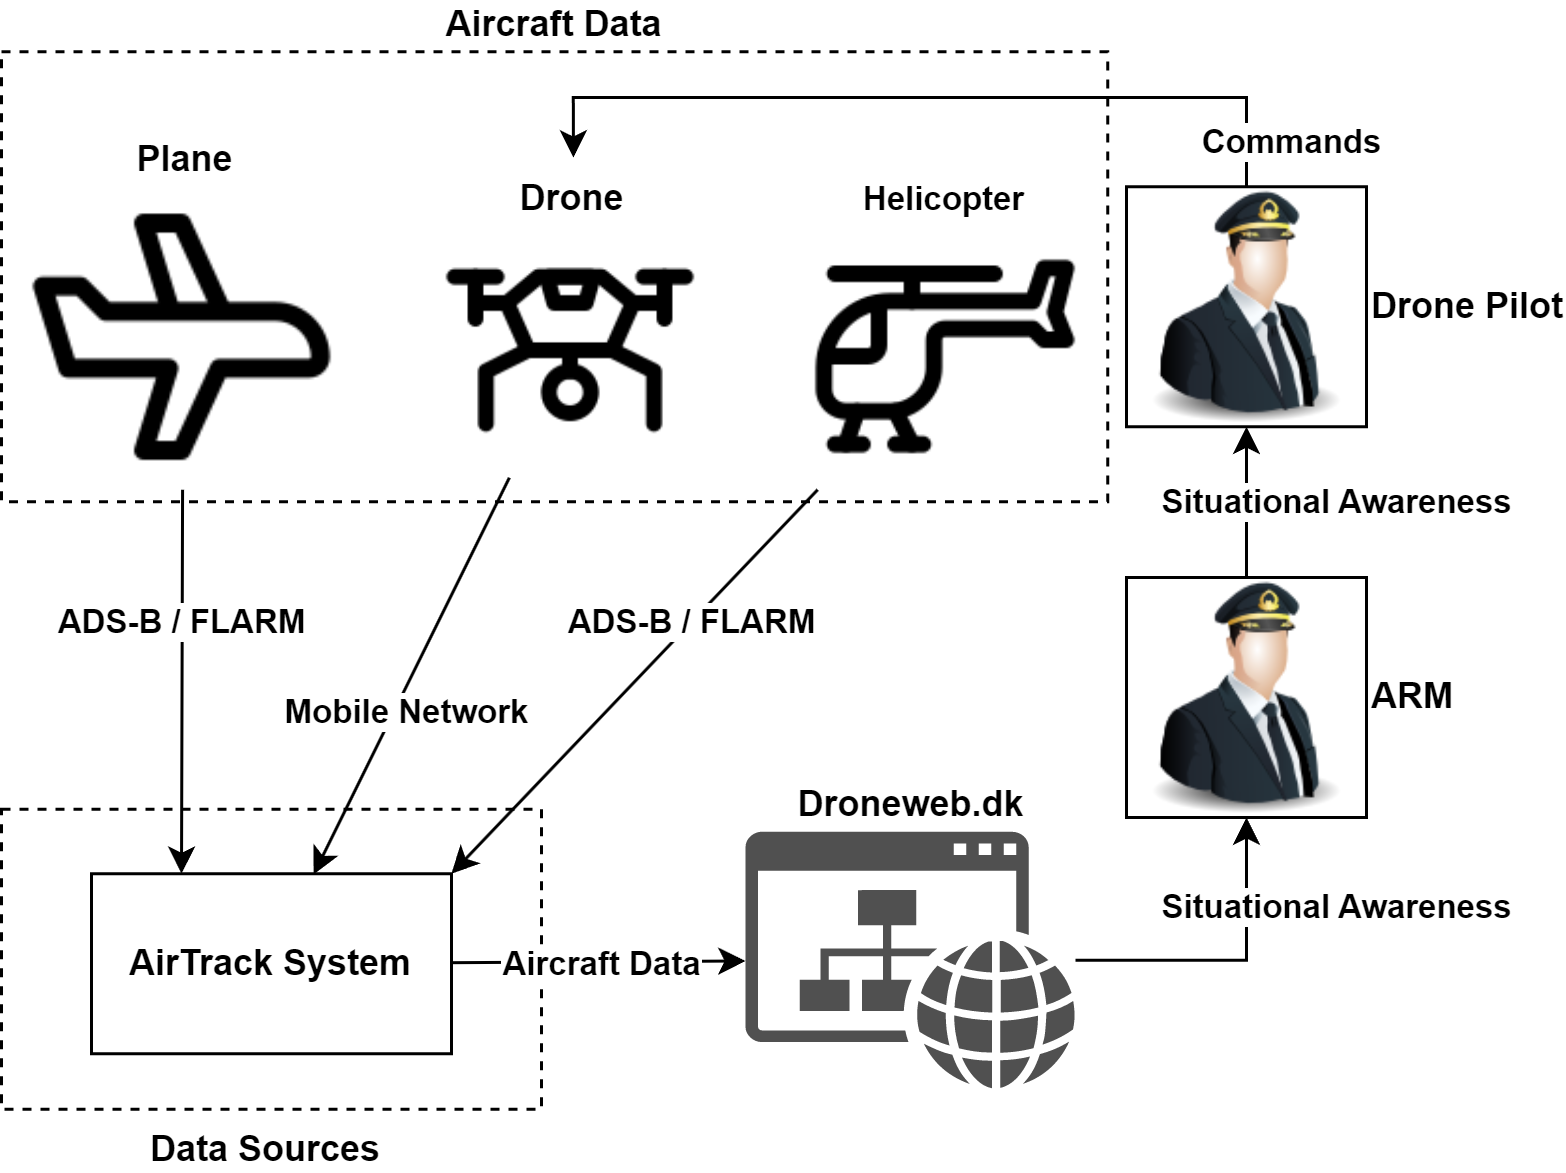 Aircraft Data
Commands
Plane
Drone
Helicopter
Drone Pilot
Situational Awareness
ADS-B / FLARM
ADS-B / FLARM
Mobile Network
ARM
Droneweb.dk
Situational Awareness
AirTrack System
Aircraft Data
Data Sources